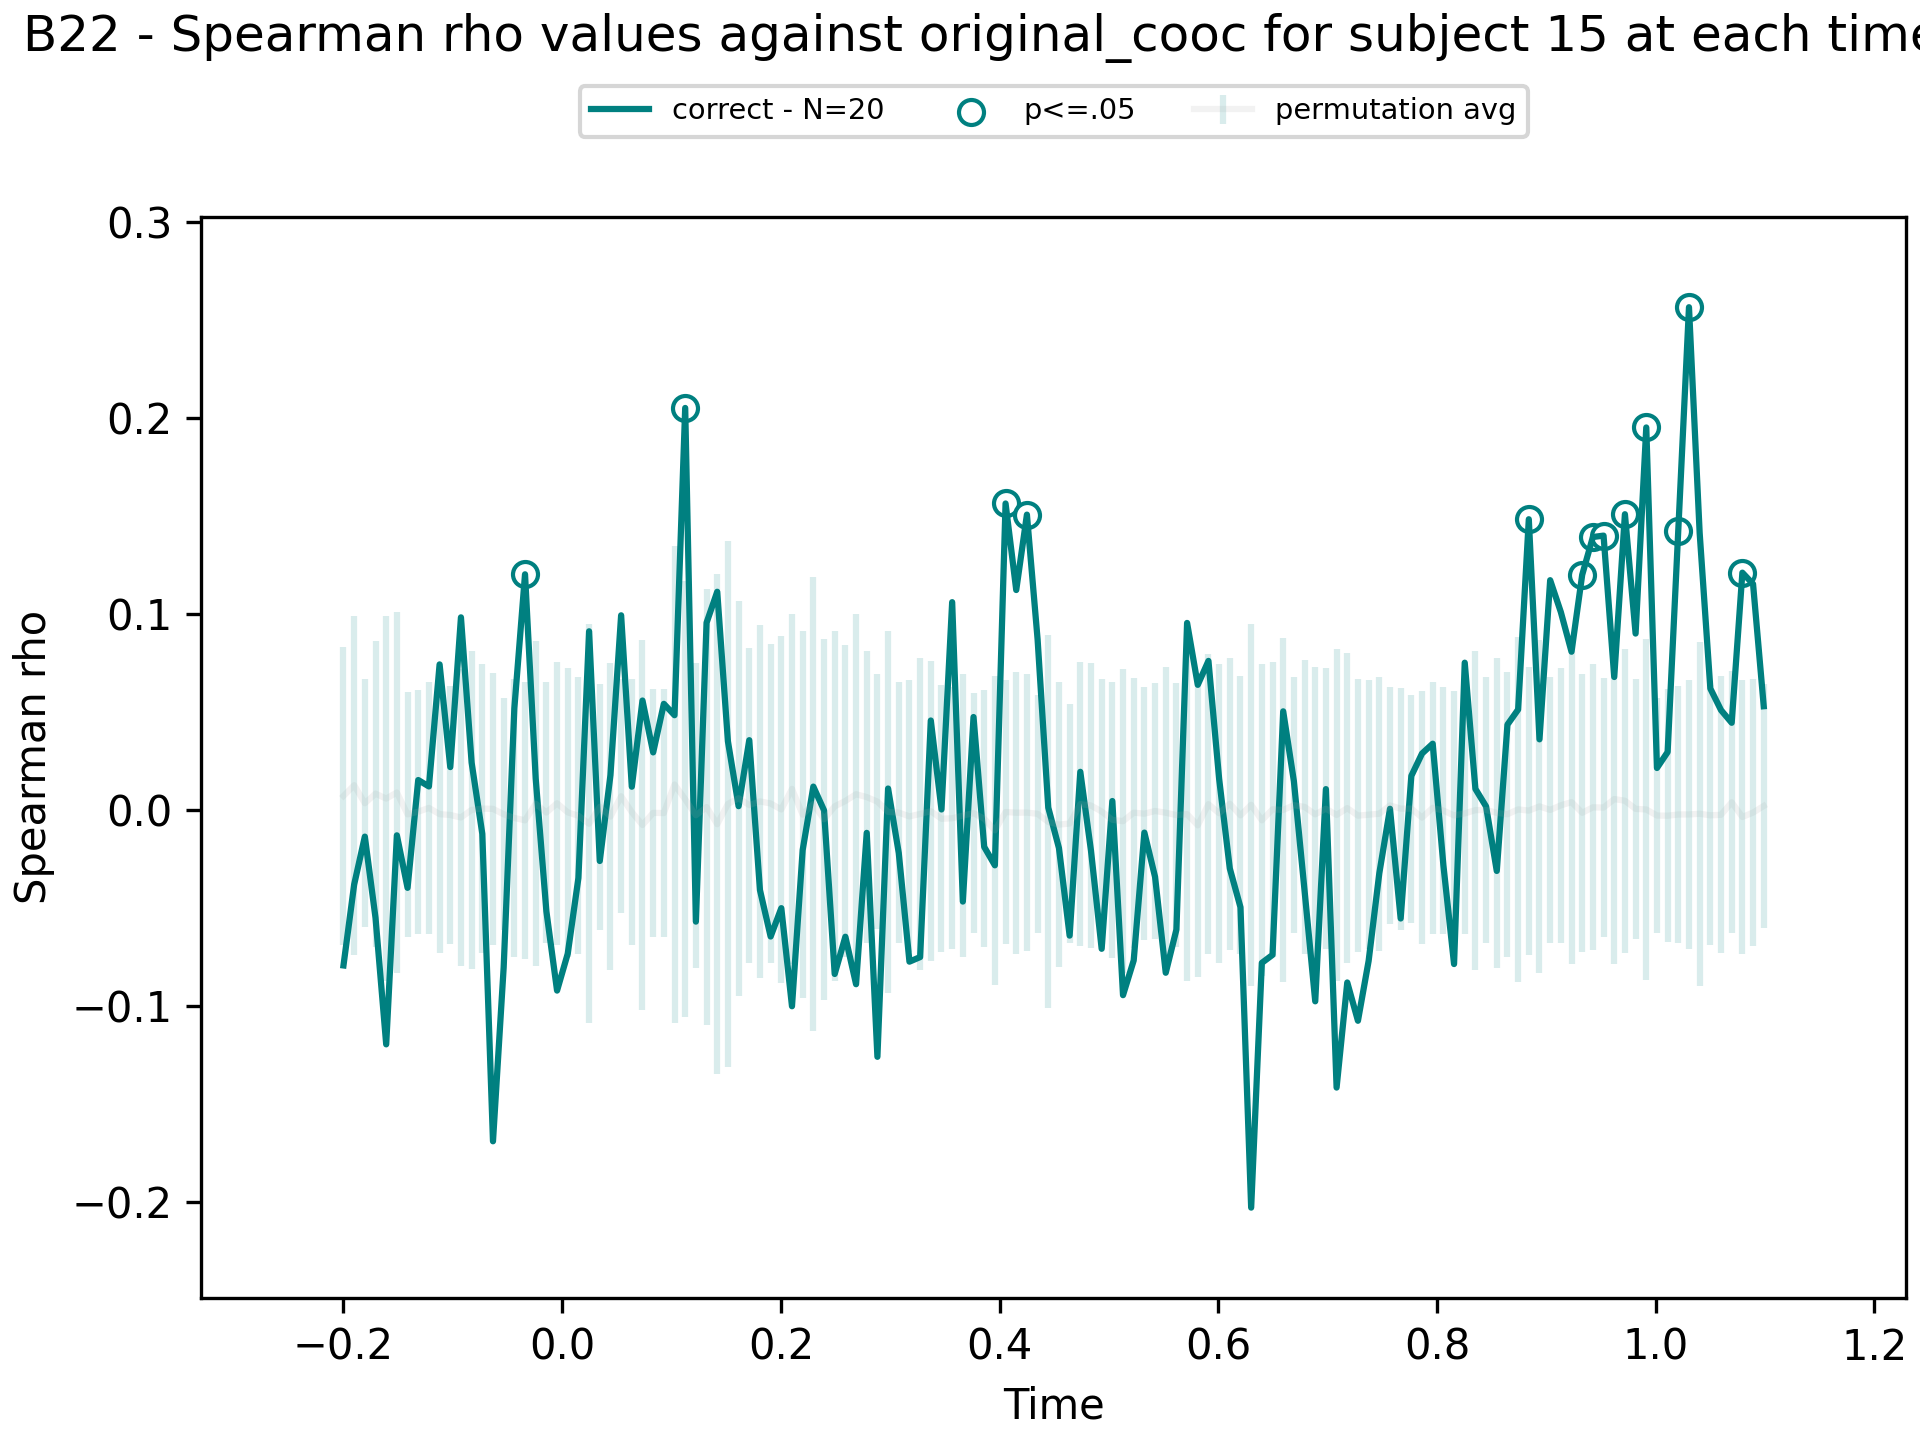 B22 - Spearman rho values against original_cooc for subject 15 at each time
correct - N=20 p<=.05 permutation avg
0.3
0.2
0.1
0.0
−0.1
−0.2
Spearman rho
−0.2 0.0 0.2 0.4 0.6 0.8 1.0 1.2
Time